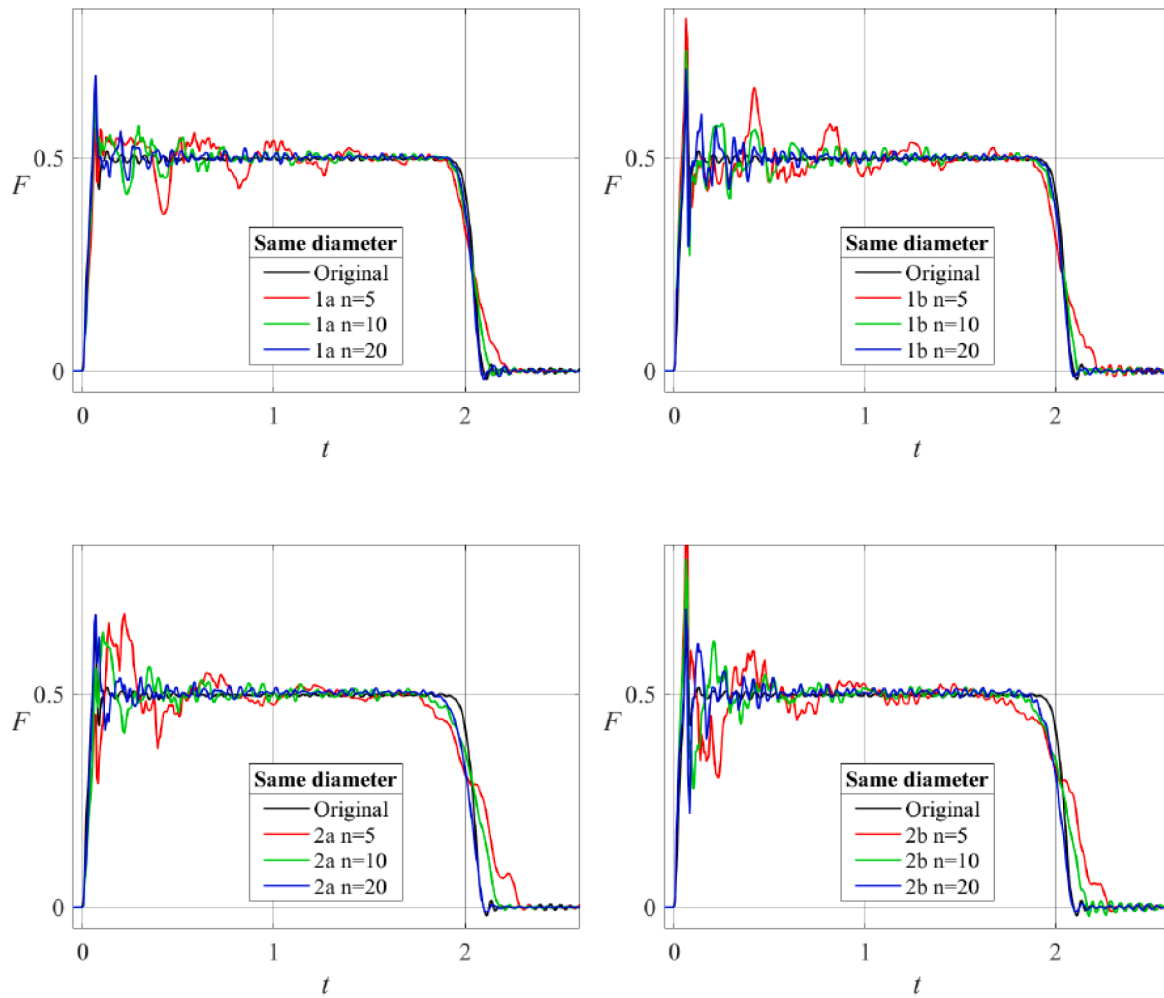 0.5
F
0
Same diameter
Original
1a n=5
1a n=10
1a n=20
0 1 2
t
0.5
F
0
Same diameter
Original
1b n=5
1b n=10
1b n=20
0 1 2
t
0.5
F
0
Same diameter
Original
2a n=5
2a n=10
2a n=20
0 1 2
t
0.5
F
0
Same diameter
Original
2b n=5
2b n=10
2b n=20
0 1 2
t